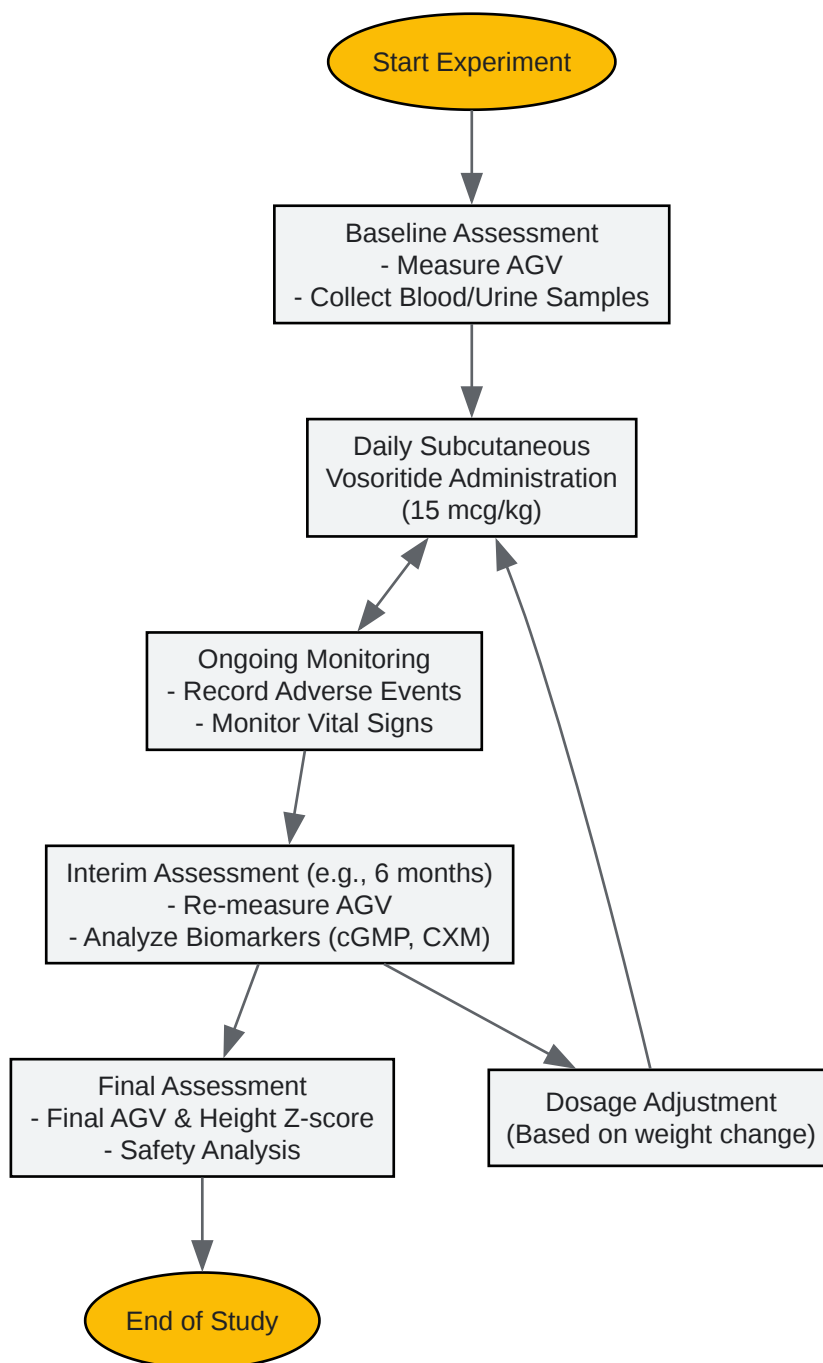 Start Experiment
Baseline Assessment
- Measure AGV
- Collect Blood/Urine Samples
Daily Subcutaneous
Vosoritide Administration
(15 mcg/kg)
Ongoing Monitoring
- Record Adverse Events
- Monitor Vital Signs
Interim Assessment (e.g., 6 months)
- Re-measure AGV
- Analyze Biomarkers (cGMP, CXM)
Final Assessment
- Final AGV & Height Z-score
- Safety Analysis
Dosage Adjustment
(Based on weight change)
End of Study